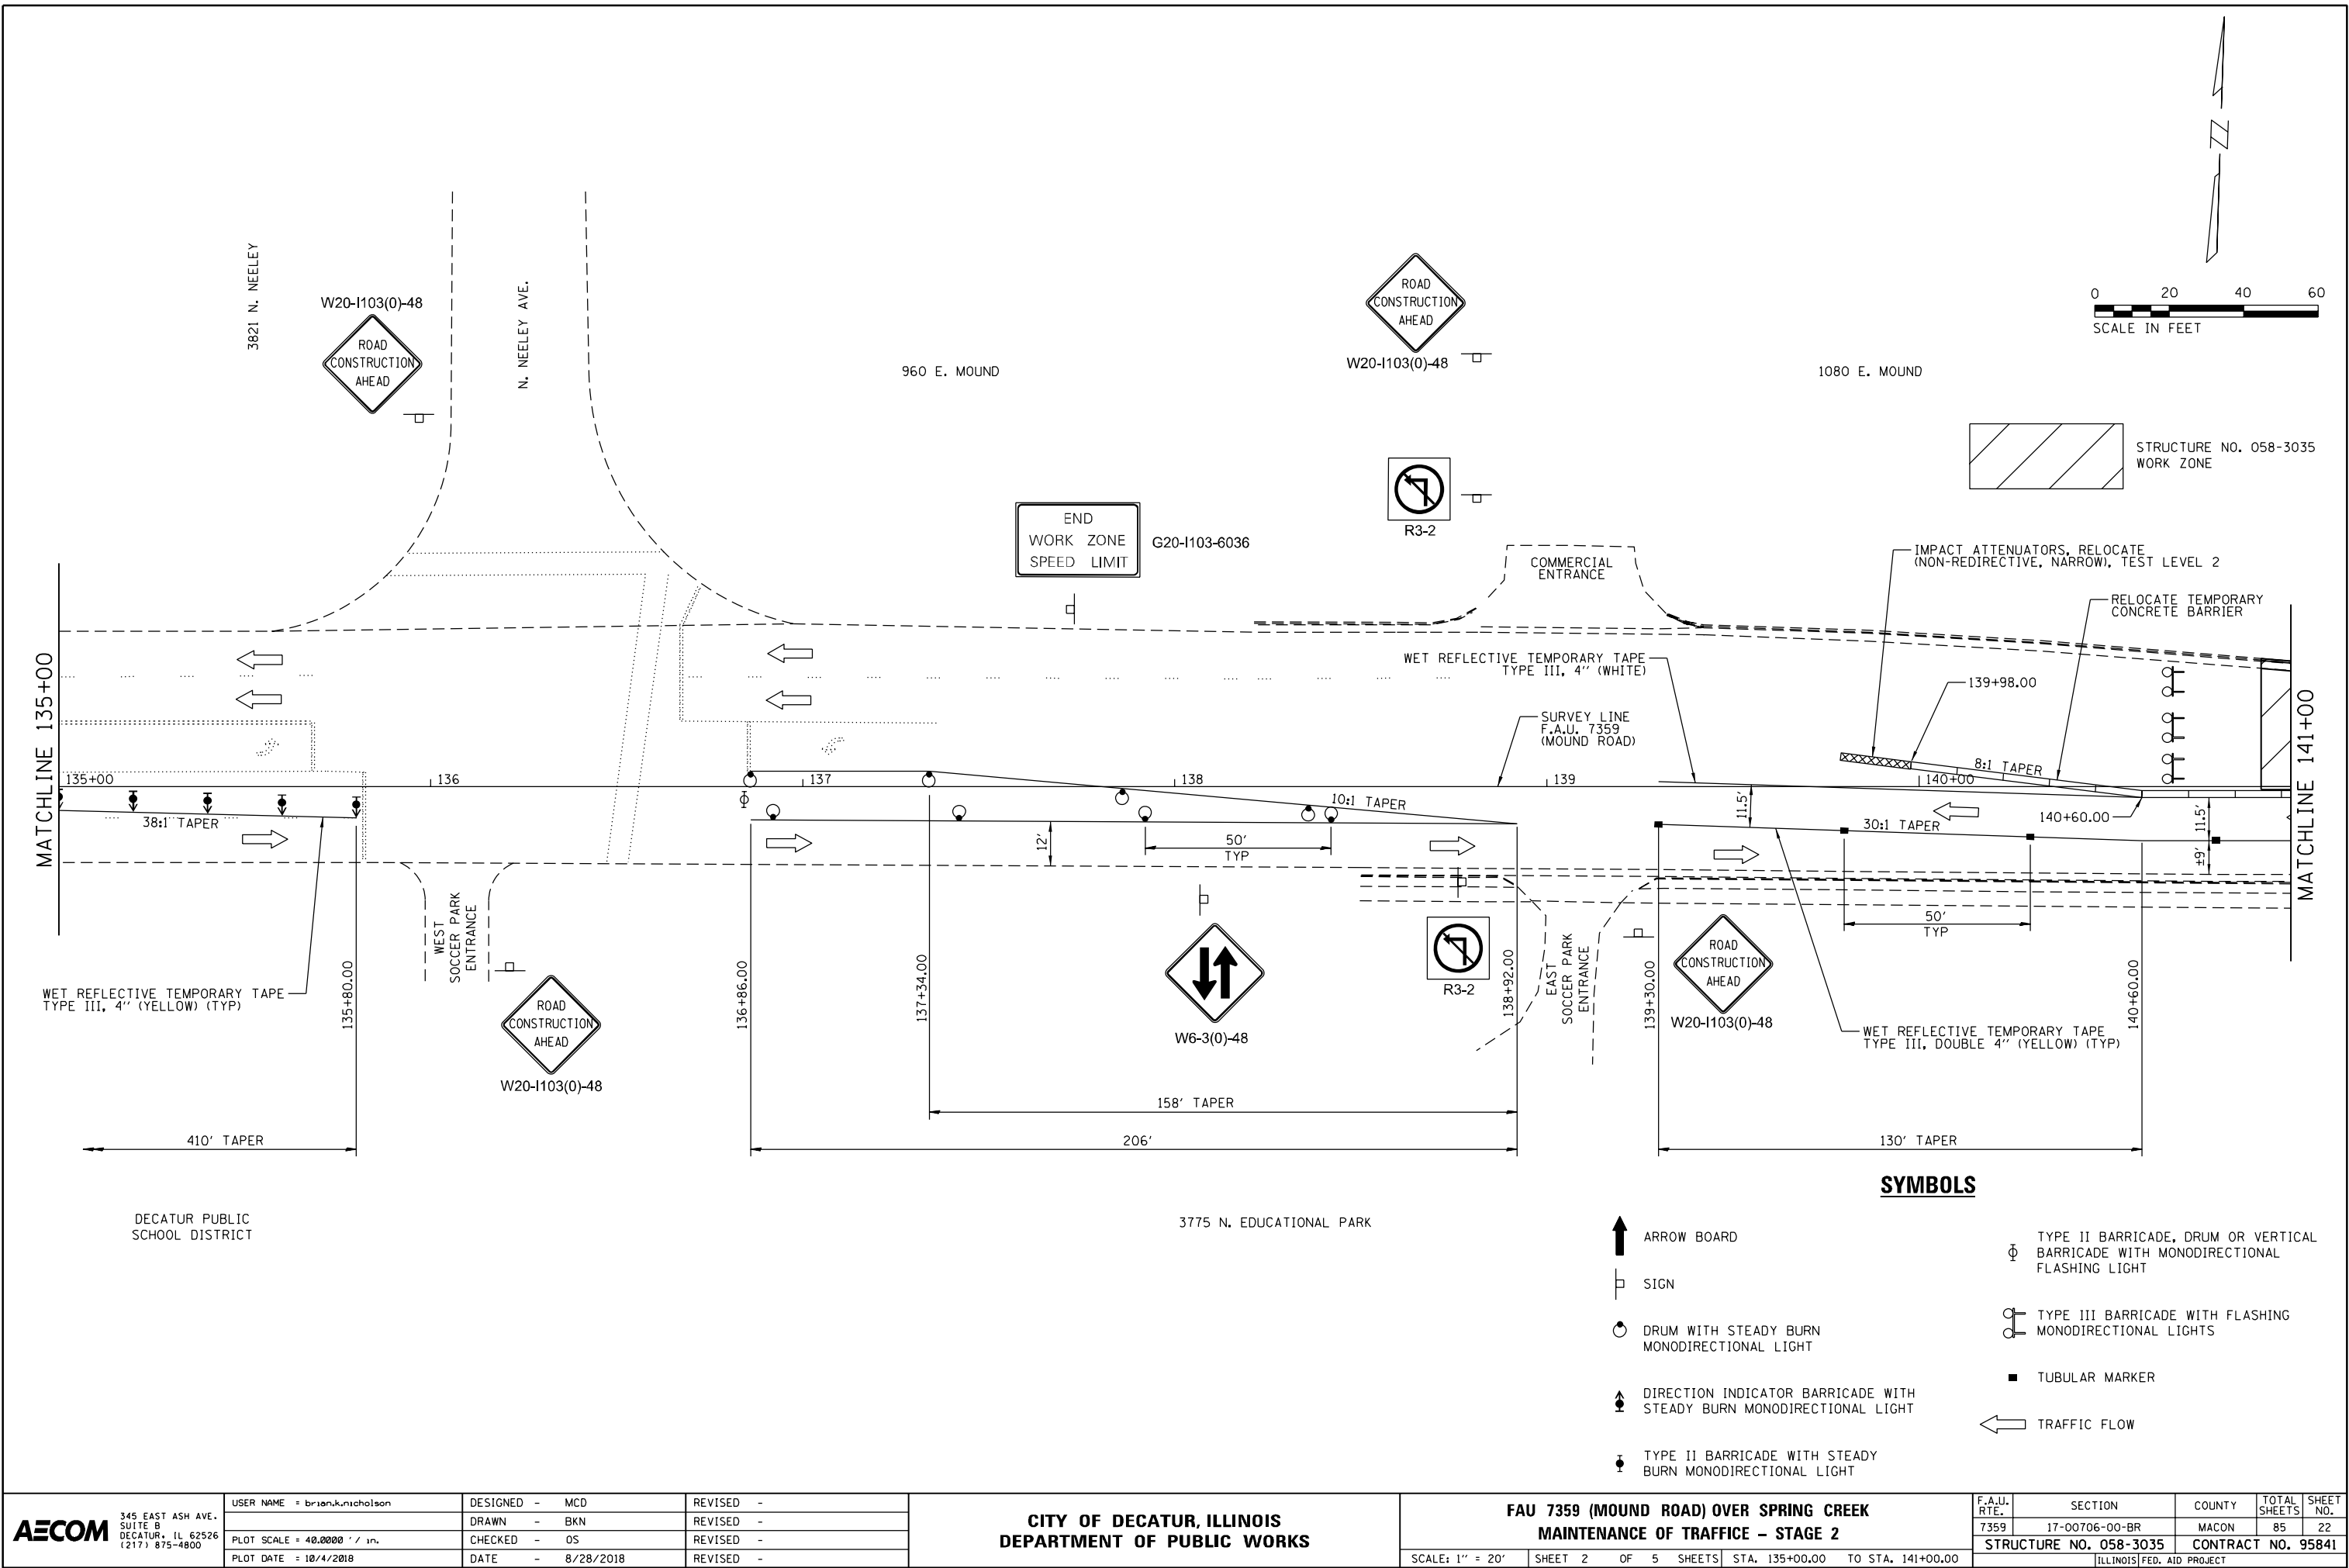 3821 N. NEELEY
W20-I103(0)-48
ROAD
CONSTRUCTION
AHEAD
N. NEELEY AVE.
960 E. MOUND
ROAD
CONSTRUCTION
AHEAD
W20-I103(0)-48
1080 E. MOUND
N
0 20 40 60
SCALE IN FEET
STRUCTURE NO. 058-3035
WORK ZONE
END
WORK ZONE
SPEED LIMIT
G20-I103-6036
R3-2
COMMERCIAL
ENTRANCE
IMPACT ATTENUATORS, RELOCATE
(NON-REDIRECTIVE, NARROW), TEST LEVEL 2
RELOCATE TEMPORARY
CONCRETE BARRIER
WET REFLECTIVE TEMPORARY TAPE
TYPE III, 4'' (WHITE)
139+98.00
SURVEY LINE
F.A.U. 7359
(MOUND ROAD)
MATCHLINE 135+00
MATCHLINE 141+00
135+00
136
137
138
139
140+00
8:1 TAPER
38:1 TAPER
10:1 TAPER
30:1 TAPER
140+60.00
11.5'
11.5'
±9'
12'
50'
TYP
50'
TYP
WEST
SOCCER PARK
ENTRANCE
WET REFLECTIVE TEMPORARY TAPE
TYPE III, 4'' (YELLOW) (TYP)
135+80.00
ROAD
CONSTRUCTION
AHEAD
W20-I103(0)-48
136+86.00
137+34.00
W6-3(0)-48
R3-2
138+92.00
EAST
SOCCER PARK
ENTRANCE
139+30.00
ROAD
CONSTRUCTION
AHEAD
W20-I103(0)-48
WET REFLECTIVE TEMPORARY TAPE
TYPE III, DOUBLE 4'' (YELLOW) (TYP)
140+60.00
158' TAPER
410' TAPER
206'
130' TAPER
DECATUR PUBLIC
SCHOOL DISTRICT
3775 N. EDUCATIONAL PARK
SYMBOLS
ARROW BOARD
SIGN
DRUM WITH STEADY BURN
MONODIRECTIONAL LIGHT
DIRECTION INDICATOR BARRICADE WITH
STEADY BURN MONODIRECTIONAL LIGHT
TYPE II BARRICADE WITH STEADY
BURN MONODIRECTIONAL LIGHT
TYPE II BARRICADE, DRUM OR VERTICAL
BARRICADE WITH MONODIRECTIONAL
FLASHING LIGHT
TYPE III BARRICADE WITH FLASHING
MONODIRECTIONAL LIGHTS
TUBULAR MARKER
TRAFFIC FLOW
AECOM
345 EAST ASH AVE.
SUITE B
DECATUR, IL 62526
(217) 875-4800
USER NAME = brian.k.nicholson
PLOT SCALE = 40.0000 ' / in.
PLOT DATE = 10/4/2018
DESIGNED - MCD
DRAWN - BKN
CHECKED - OS
DATE - 8/28/2018
REVISED -
REVISED -
REVISED -
REVISED -
CITY OF DECATUR, ILLINOIS
DEPARTMENT OF PUBLIC WORKS
FAU 7359 (MOUND ROAD) OVER SPRING CREEK
MAINTENANCE OF TRAFFICE – STAGE 2
SCALE: 1'' = 20' SHEET 2 OF 5 SHEETS STA. 135+00.00 TO STA. 141+00.00
F.A.U.
RTE.
SECTION
COUNTY
TOTAL
SHEETS
SHEET
NO.
7359 17-00706-00-BR MACON 85 22
STRUCTURE NO. 058-3035 CONTRACT NO. 95841
ILLINOIS FED. AID PROJECT